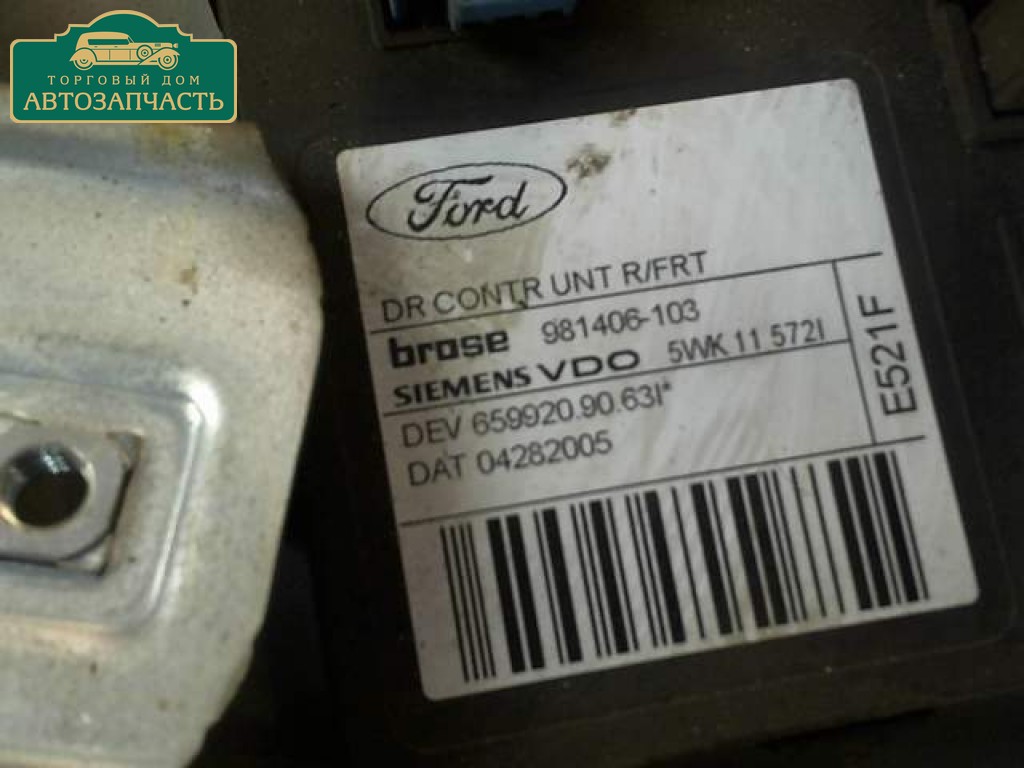 ТОРГОВЫЙ ДОМ
АВТОЗАПЧАСТЬ
Ford
DR CONTR UNT R/FRT
brose 981406-103
SIEMENS VDO 5WK 11 572I
E521F
DEV 659920.90.63I*
DAT 04282005